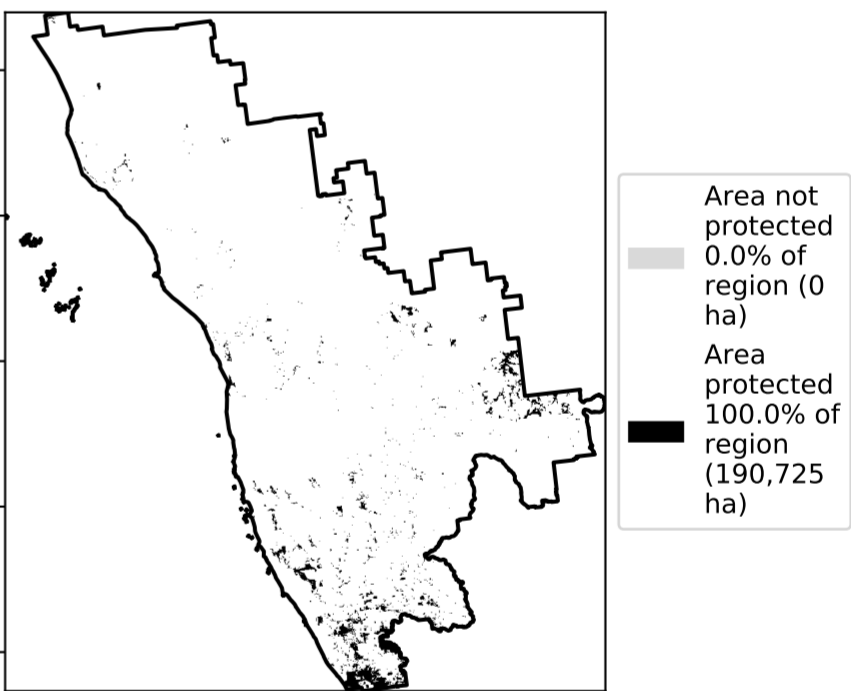 Area not
protected
0.0% of
region (0
ha)
Area
protected
100.0% of
region
(190,725
ha)